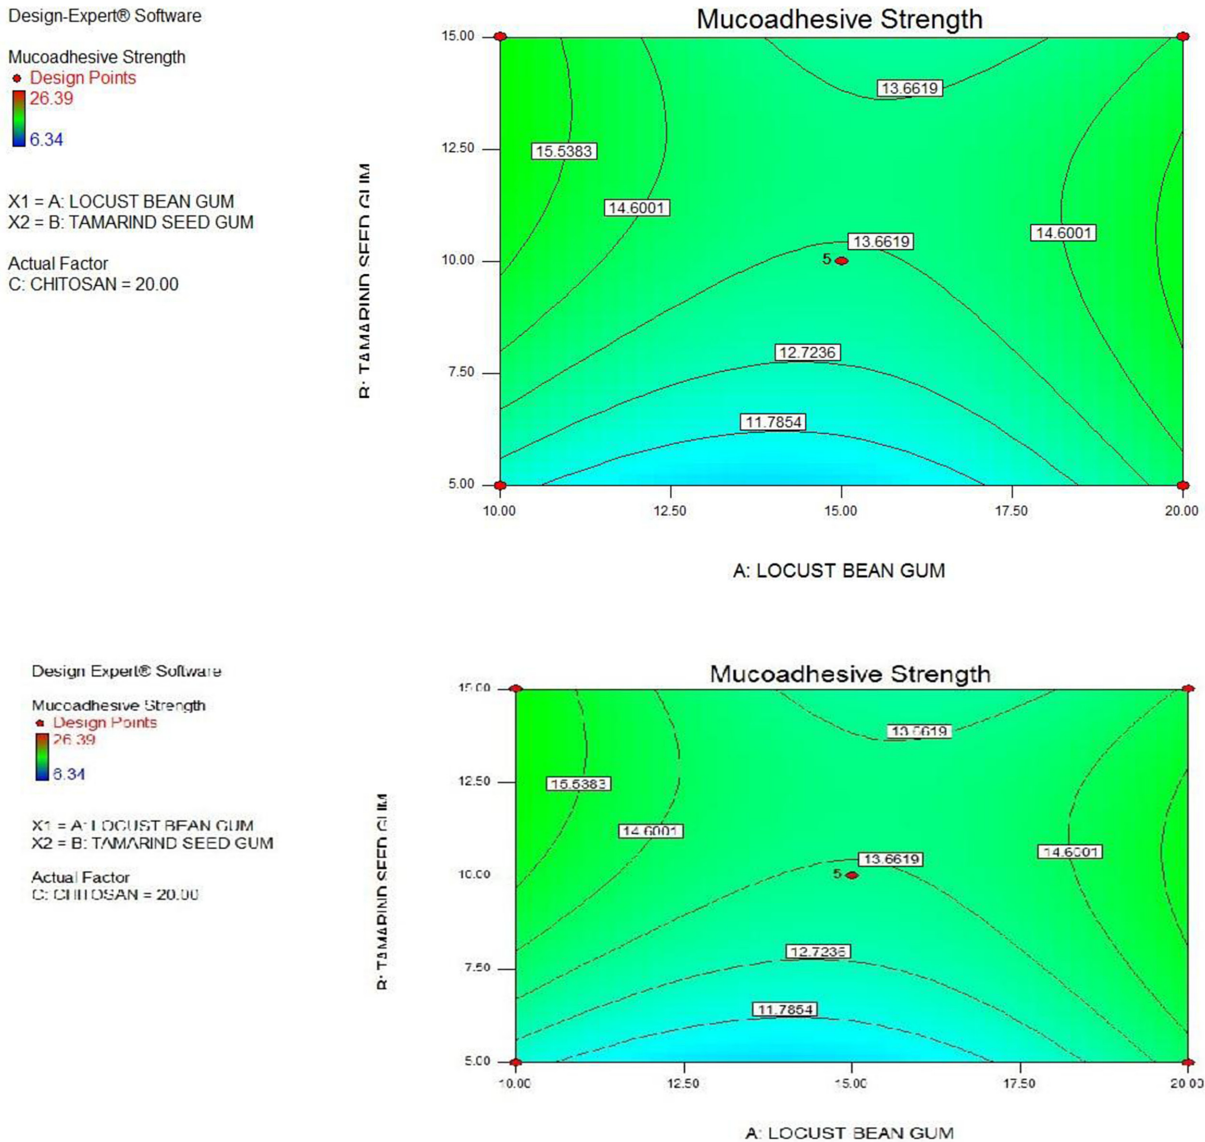 Design-Expert® Software
Mucoadhesive Strength
Design Points
26.39
6.34
X1 = A: LOCUST BEAN GUM
X2 = B: TAMARIND SEED GUM
Actual Factor
C: CHITOSAN = 20.00
Mucoadhesive Strength
15.00
12.50
10.00
7.50
5.00
B: TAMARIND SEED GUM
13.6619
15.5383
14.6001
14.6001
13.6619
5
12.7236
11.7854
10.00
12.50
15.00
17.50
20.00
A: LOCUST BEAN GUM
Design Expert® Software
Mucoadhesive Strength
Design Points
26.39
6.34
X1 = A: LOCUST BEAN GUM
X2 = B: TAMARIND SEED GUM
Actual Factor
C: CHITOSAN = 20.00
Mucoadhesive Strength
15.00
12.50
10.00
7.50
5.00
B: TAMARIND SEED GUM
13.6619
15.5383
14.6001
14.6001
13.6619
5
12.7236
11.7854
10.00
12.50
15.00
17.50
20.00
A: LOCUST BEAN GUM